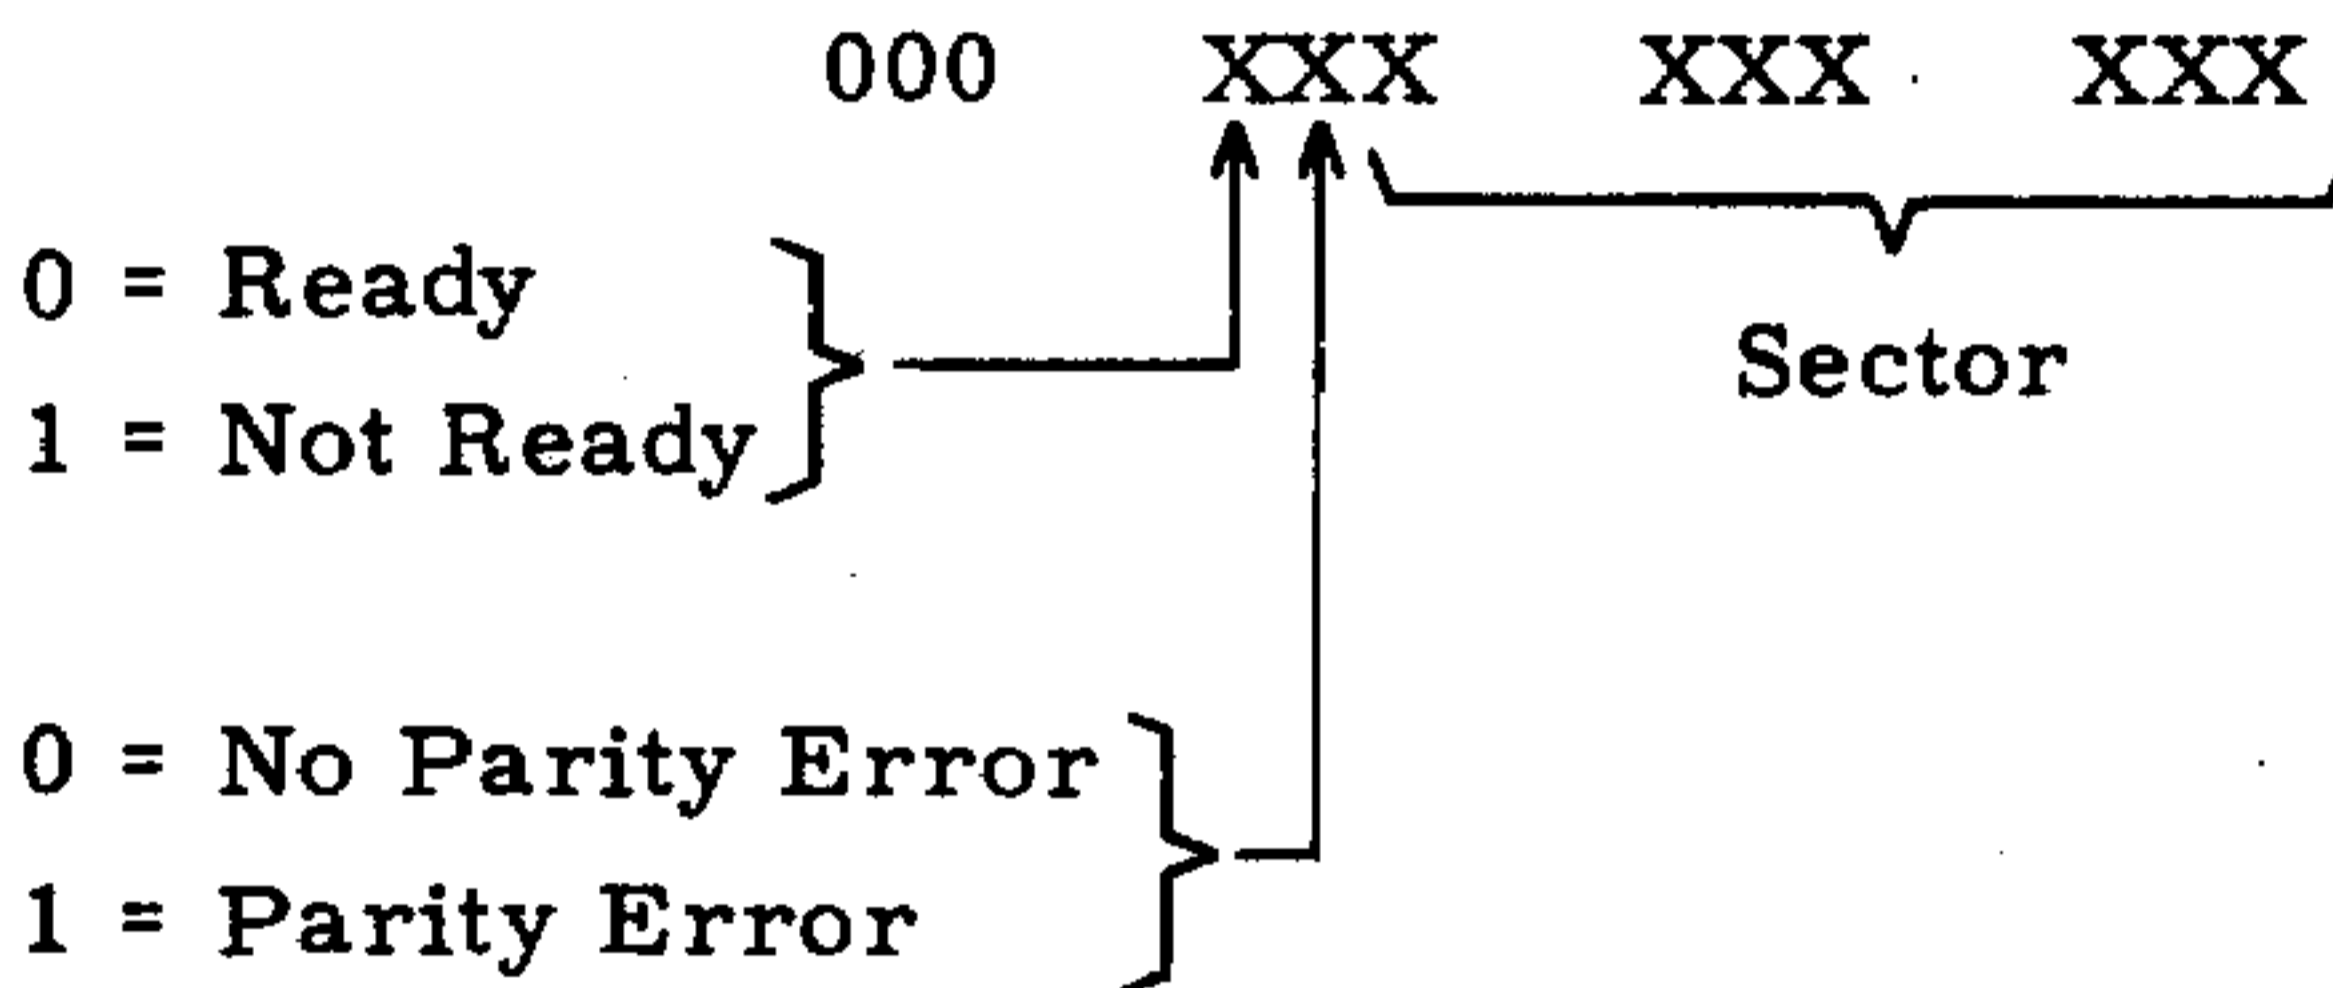 000 XXX XXX XXX
0 = Ready
1 = Not Ready
Sector
0 = No Parity Error
1 = Parity Error